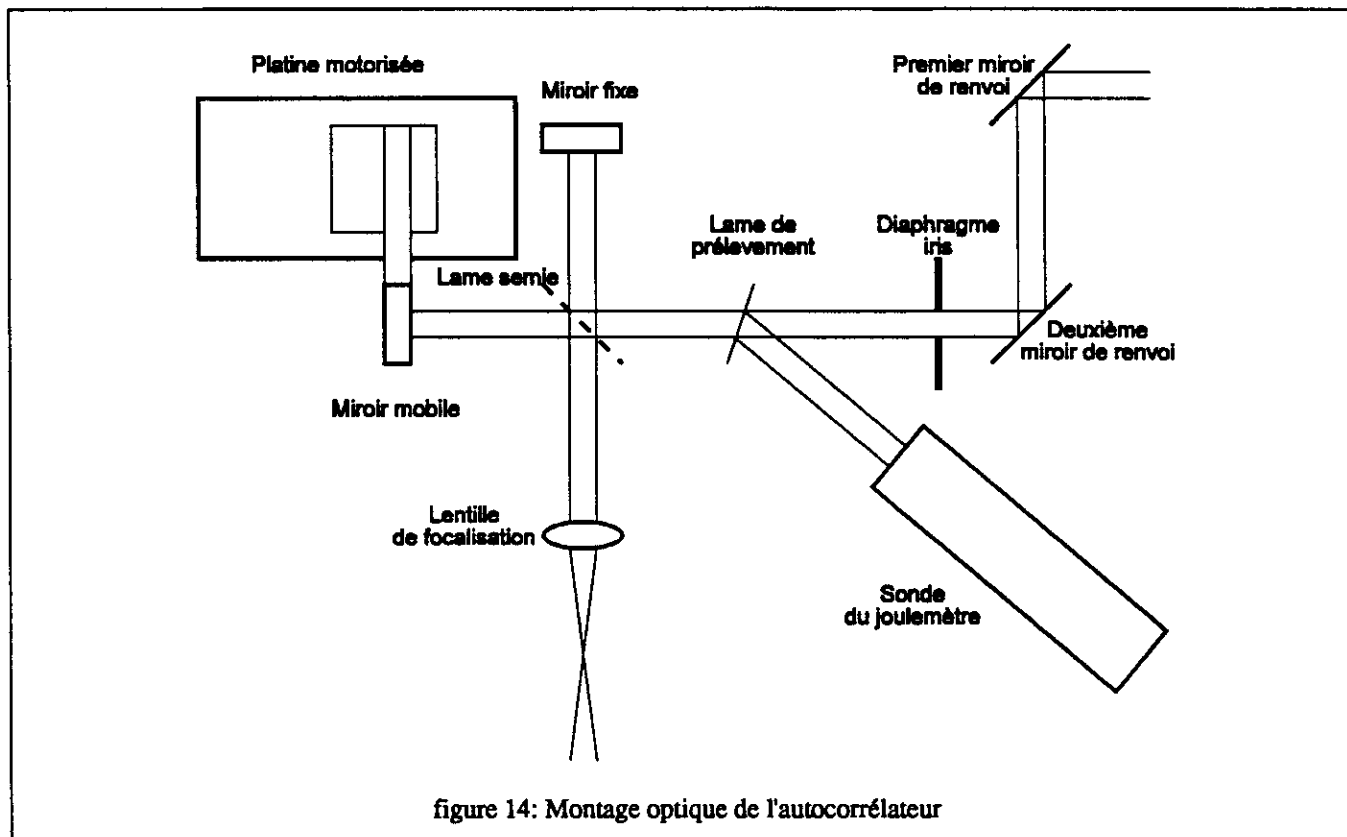 Platine motorisée
Miroir fixe
Premier miroir
de renvoi
Lame de
prélevement
Diaphragme
iris
Lame semie
Deuxième
miroir de renvoi
Miroir mobile
Lentille
de focalisation
Sonde
du joulemètre
figure 14: Montage optique de l'autocorrélateur